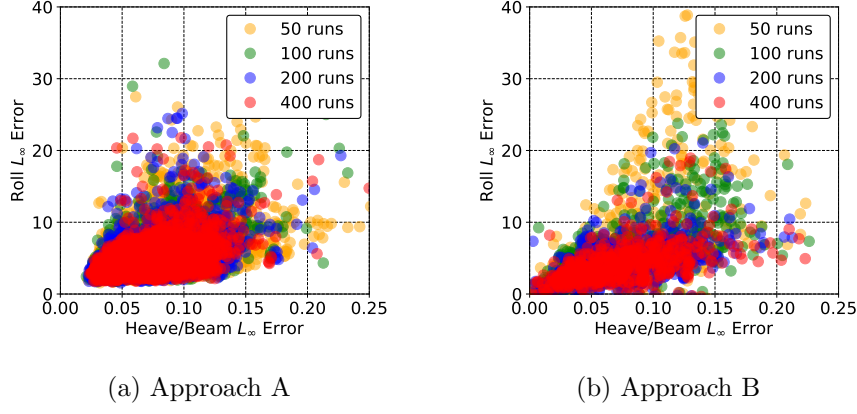 40
30
20
10
0
0.00 0.05 0.10 0.15 0.20 0.25
Roll L∞ Error
Heave/Beam L∞ Error
50 runs
100 runs
200 runs
400 runs
(a) Approach A
40
30
20
10
0
0.00 0.05 0.10 0.15 0.20 0.25
Roll L∞ Error
Heave/Beam L∞ Error
50 runs
100 runs
200 runs
400 runs
(b) Approach B